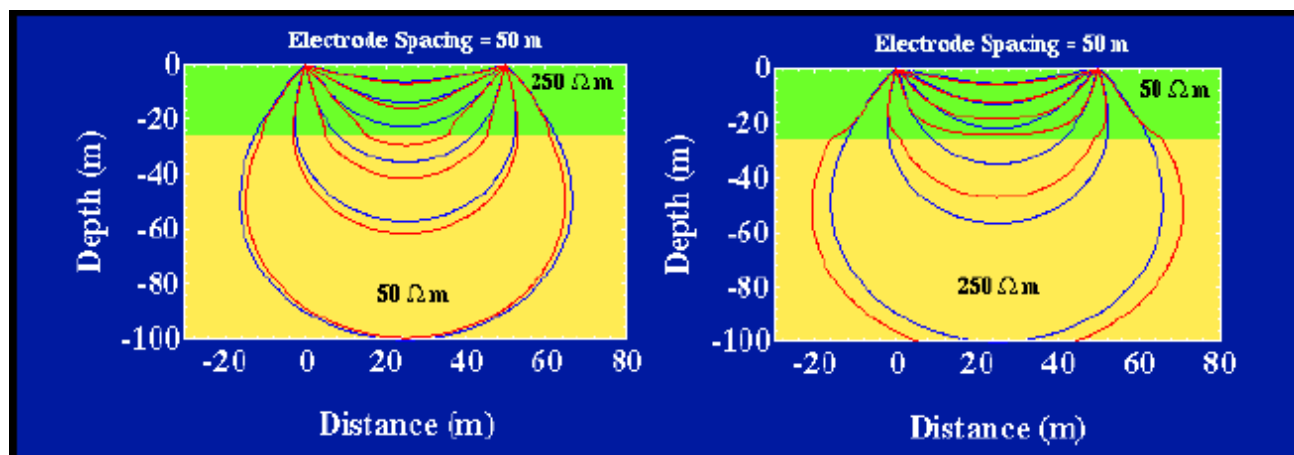 Electrode Spacing = 50 m
0
-20
-40
-60
-80
-100
250 Ω m
50 Ω m
-20 0 20 40 60 80
Depth (m)
Distance (m)
Electrode Spacing = 50 m
0
-20
-40
-60
-80
-100
50 Ω m
250 Ω m
-20 0 20 40 60 80
Depth (m)
Distance (m)